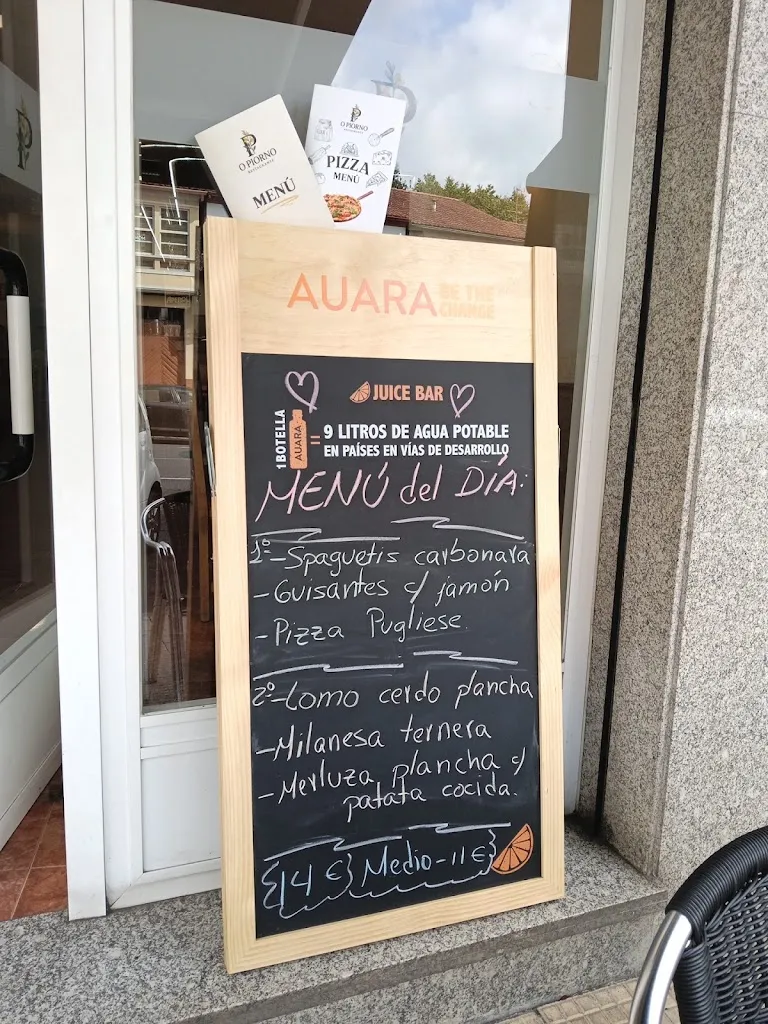 O PIORNO
RESTAURANTE
MENÚ
O PIORNO
RESTAURANTE
PIZZA
MENÚ
AUARA BE THE CHANGE
JUICE BAR
1 BOTELLA AUARA = 9 LITROS DE AGUA POTABLE
EN PAÍSES EN VÍAS DE DESARROLLO
MENÚ del DÍA:
1º-Spaguetis carbonara
-Guisantes c/ jamón
-Pizza Pugliese.
2º-Lomo cerdo plancha
-Milanesa ternera
-Merluza plancha c/
patata cocida.
14 € Medio-11 €